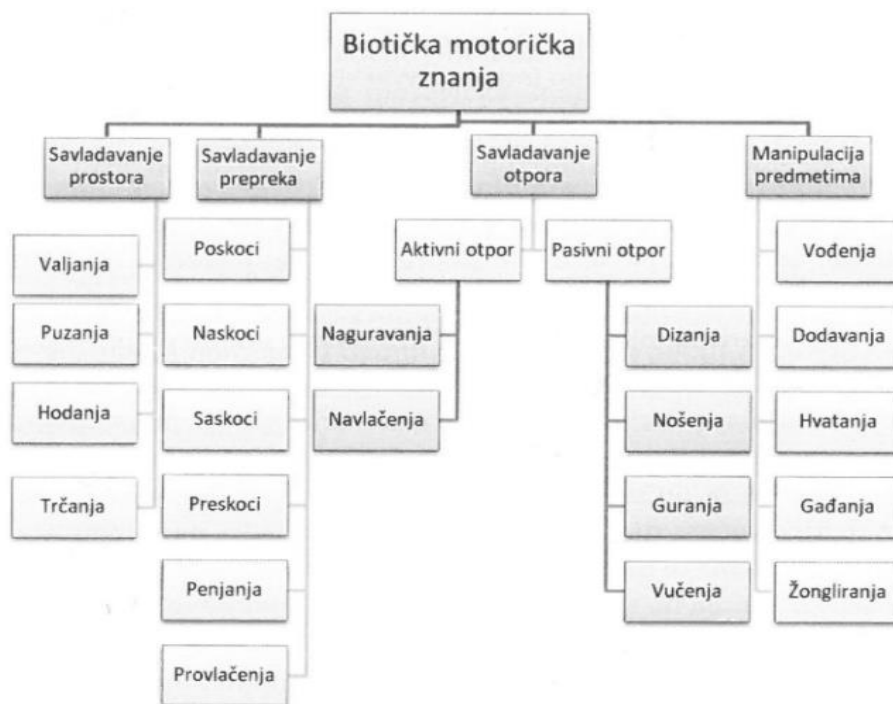 Biotička motorička
znanja
Savladavanje
prostora
Savladavanje
prepreka
Savladavanje
otpora
Manipulacija
predmetima
Valjanja
Puzanja
Hodanja
Trčanja
Poskoci
Naskoci
Saskoci
Preskoci
Penjanja
Provlačenja
Aktivni otpor
Pasivni otpor
Naguravanja
Navlačenja
Dizanja
Nošenja
Guranja
Vučenja
Vođenja
Dodavanja
Hvatanja
Gađanja
Žongliranja